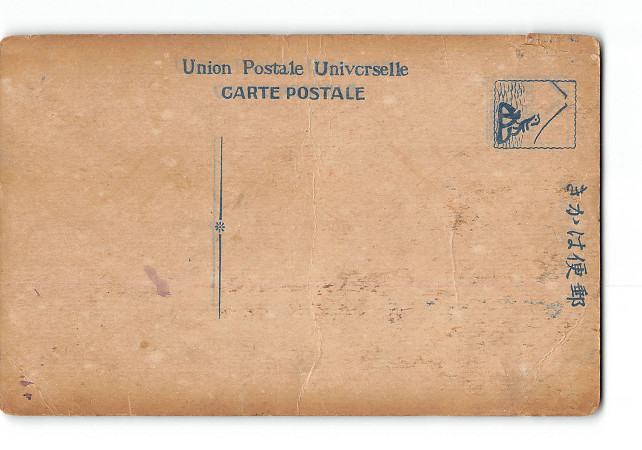 Union Postale Univcrselle
CARTE POSTALE
郵便はかき